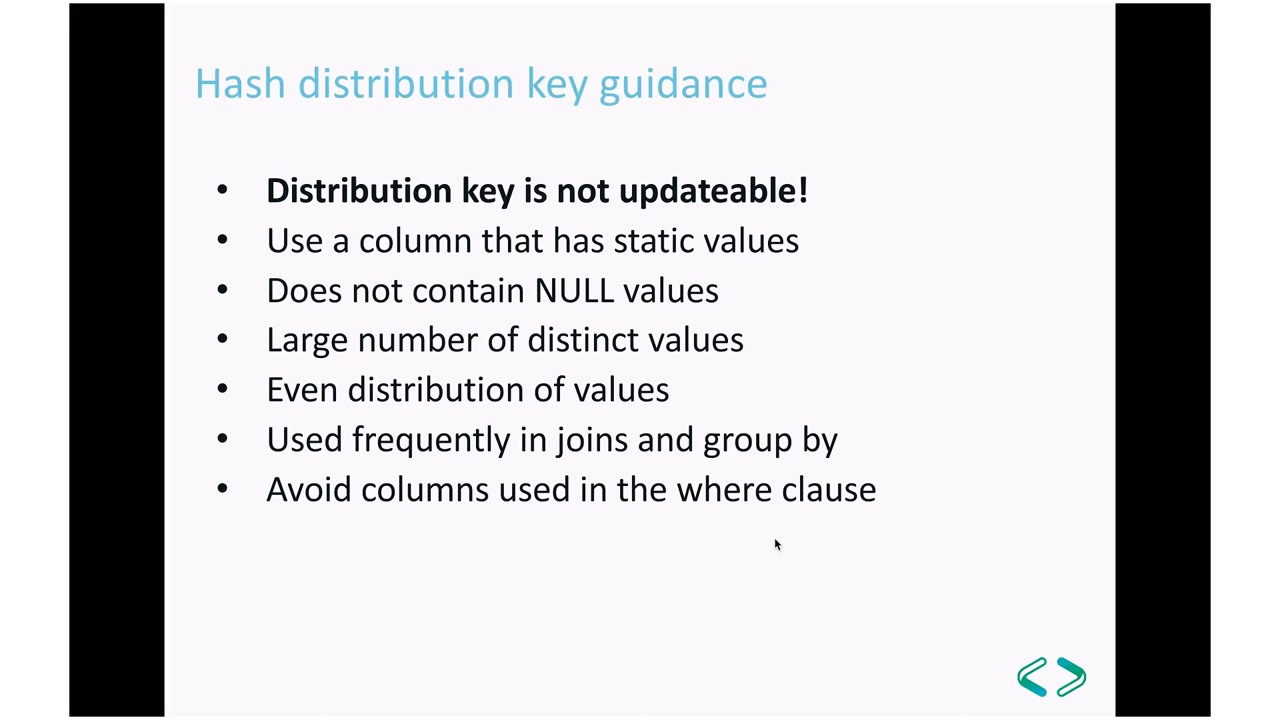 Hash distribution key guidance
• Distribution key is not updateable!
• Use a column that has static values
• Does not contain NULL values
• Large number of distinct values
• Even distribution of values
• Used frequently in joins and group by
• Avoid columns used in the where clause